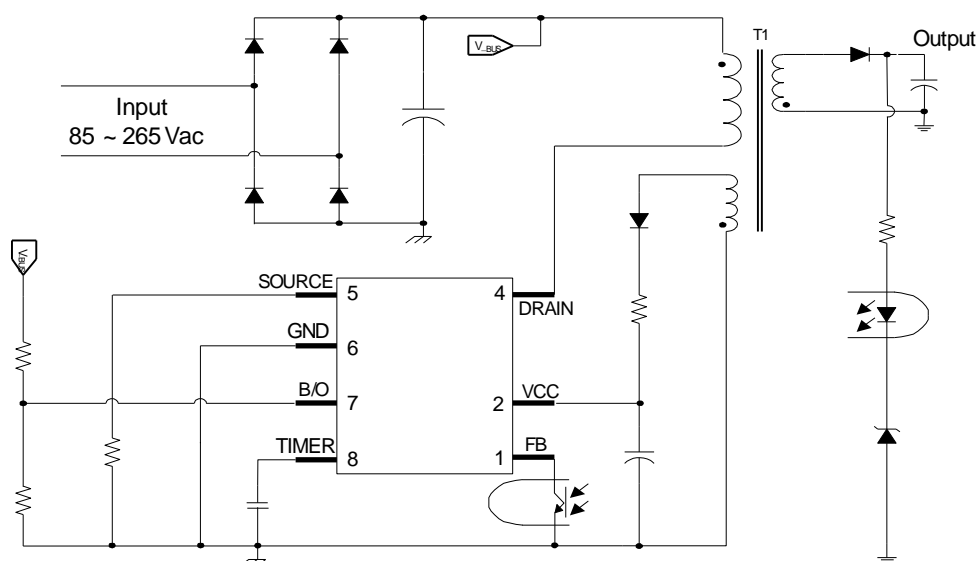 V_BUS
T1
Output
Input
85 ~ 265 Vac
VBUS
SOURCE
5
4
DRAIN
GND
6
B/O
7
2
VCC
TIMER
8
1
FB